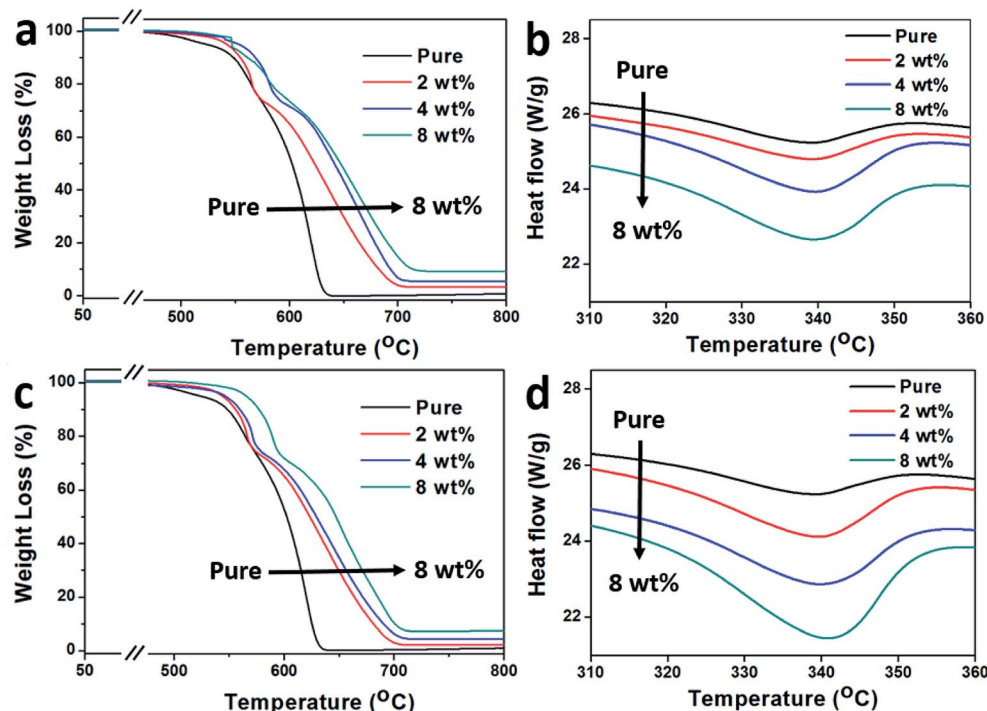 a
100
80
60
40
20
0
Weight Loss (%)
50
500
600
700
800
Temperature (°C)
Pure
2 wt%
4 wt%
8 wt%
Pure
8 wt%
b
28
26
24
22
Heat flow (W/g)
310
320
330
340
350
360
Temperature (°C)
Pure
2 wt%
4 wt%
8 wt%
Pure
8 wt%
c
100
80
60
40
20
0
Weight Loss (%)
50
500
600
700
800
Temperature (°C)
Pure
2 wt%
4 wt%
8 wt%
Pure
8 wt%
d
28
26
24
22
Heat flow (W/g)
310
320
330
340
350
360
Temperature (°C)
Pure
2 wt%
4 wt%
8 wt%
Pure
8 wt%